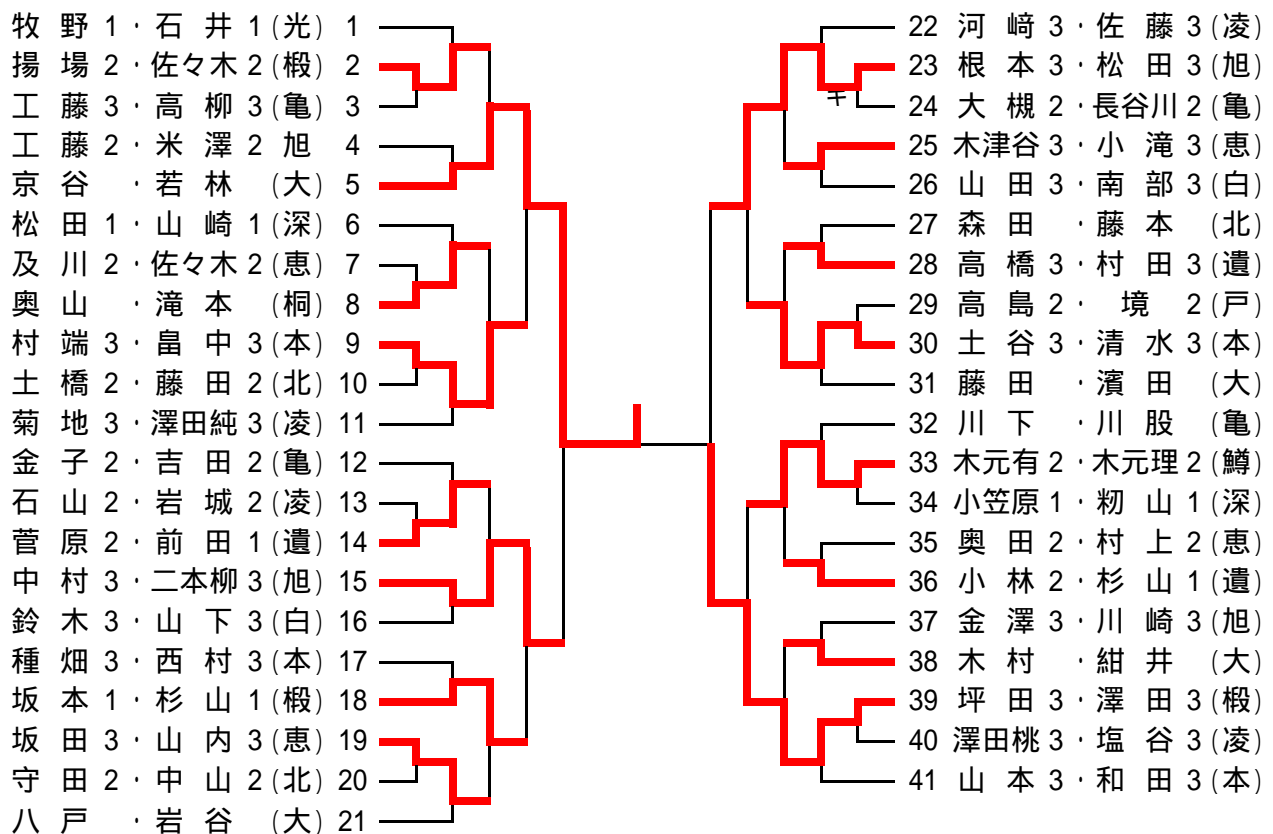 牧野1・石井1(光) 1
揚場2・佐々木2(椴) 2
工藤3・高柳3(亀) 3
工藤2・米澤2 旭 4
京谷・若林 (大) 5
松田1・山崎1(深) 6
及川2・佐々木2(恵) 7
奥山・滝本 (桐) 8
村端3・畠中3(本) 9
土橋2・藤田2(北) 10
菊地3・澤田純3(凌) 11
金子2・吉田2(亀) 12
石山2・岩城2(凌) 13
菅原2・前田1(遺) 14
中村3・二本柳3(旭) 15
鈴木3・山下3(白) 16
種畑3・西村3(本) 17
坂本1・杉山1(椴) 18
坂田3・山内3(恵) 19
守田2・中山2(北) 20
八戸・岩谷 (大) 21
22 河﨑3・佐藤3(凌)
23 根本3・松田3(旭)
キ
24 大槻2・長谷川2(亀)
25 木津谷3・小滝3(恵)
26 山田3・南部3(白)
27 森田・藤本 (北)
28 高橋3・村田3(遺)
29 高島2・境 2(戸)
30 土谷3・清水3(本)
31 藤田・濱田 (大)
32 川下・川股 (亀)
33 木元有2・木元理2(鱒)
34 小笠原1・籾山1(深)
35 奥田2・村上2(恵)
36 小林2・杉山1(遺)
37 金澤3・川崎3(旭)
38 木村・紺井 (大)
39 坪田3・澤田3(椴)
40 澤田桃3・塩谷3(凌)
41 山本3・和田3(本)